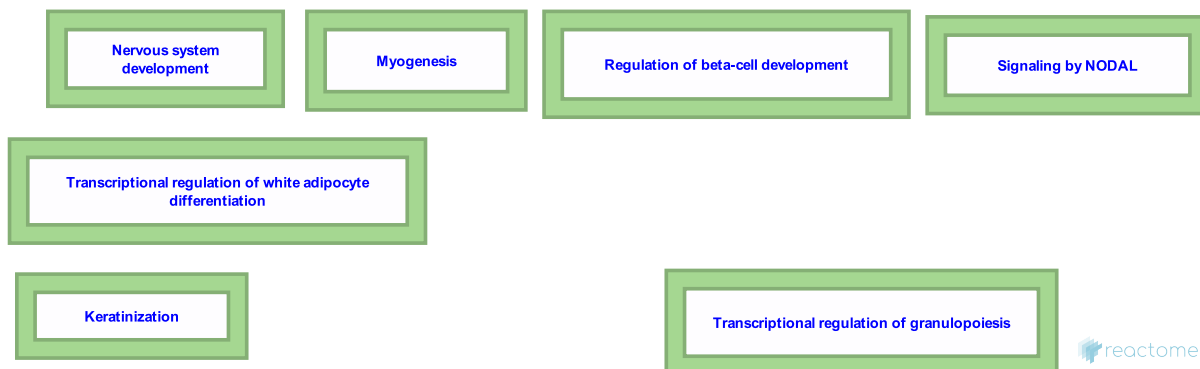 Nervous system
development
Myogenesis
Regulation of beta-cell development
Signaling by NODAL
Transcriptional regulation of white adipocyte
differentiation
Keratinization
Transcriptional regulation of granulopoiesis
reactome